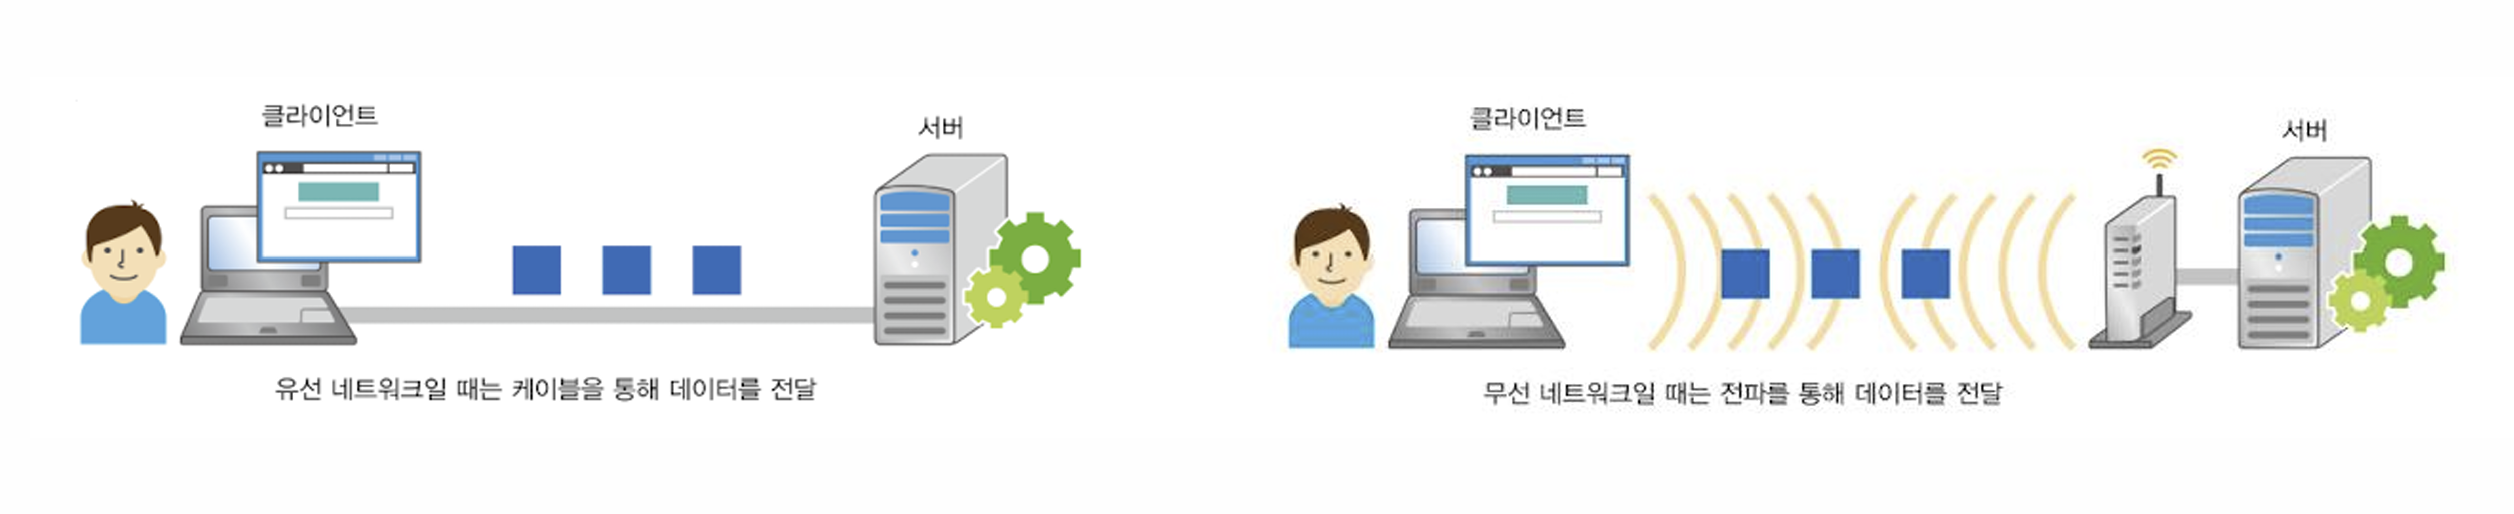 클라이언트
서버
유선 네트워크일 때는 케이블을 통해 데이터를 전달
클라이언트
서버
무선 네트워크일 때는 전파를 통해 데이터를 전달